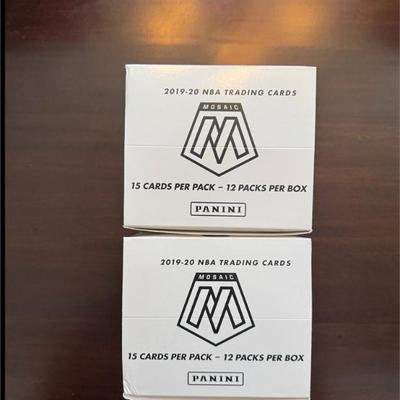 2019-20 NBA TRADING CARDS
MOSAIC
M
15 CARDS PER PACK – 12 PACKS PER BOX
PANINI
2019-20 NBA TRADING CARDS
MOSAIC
M
15 CARDS PER PACK – 12 PACKS PER BOX
PANINI